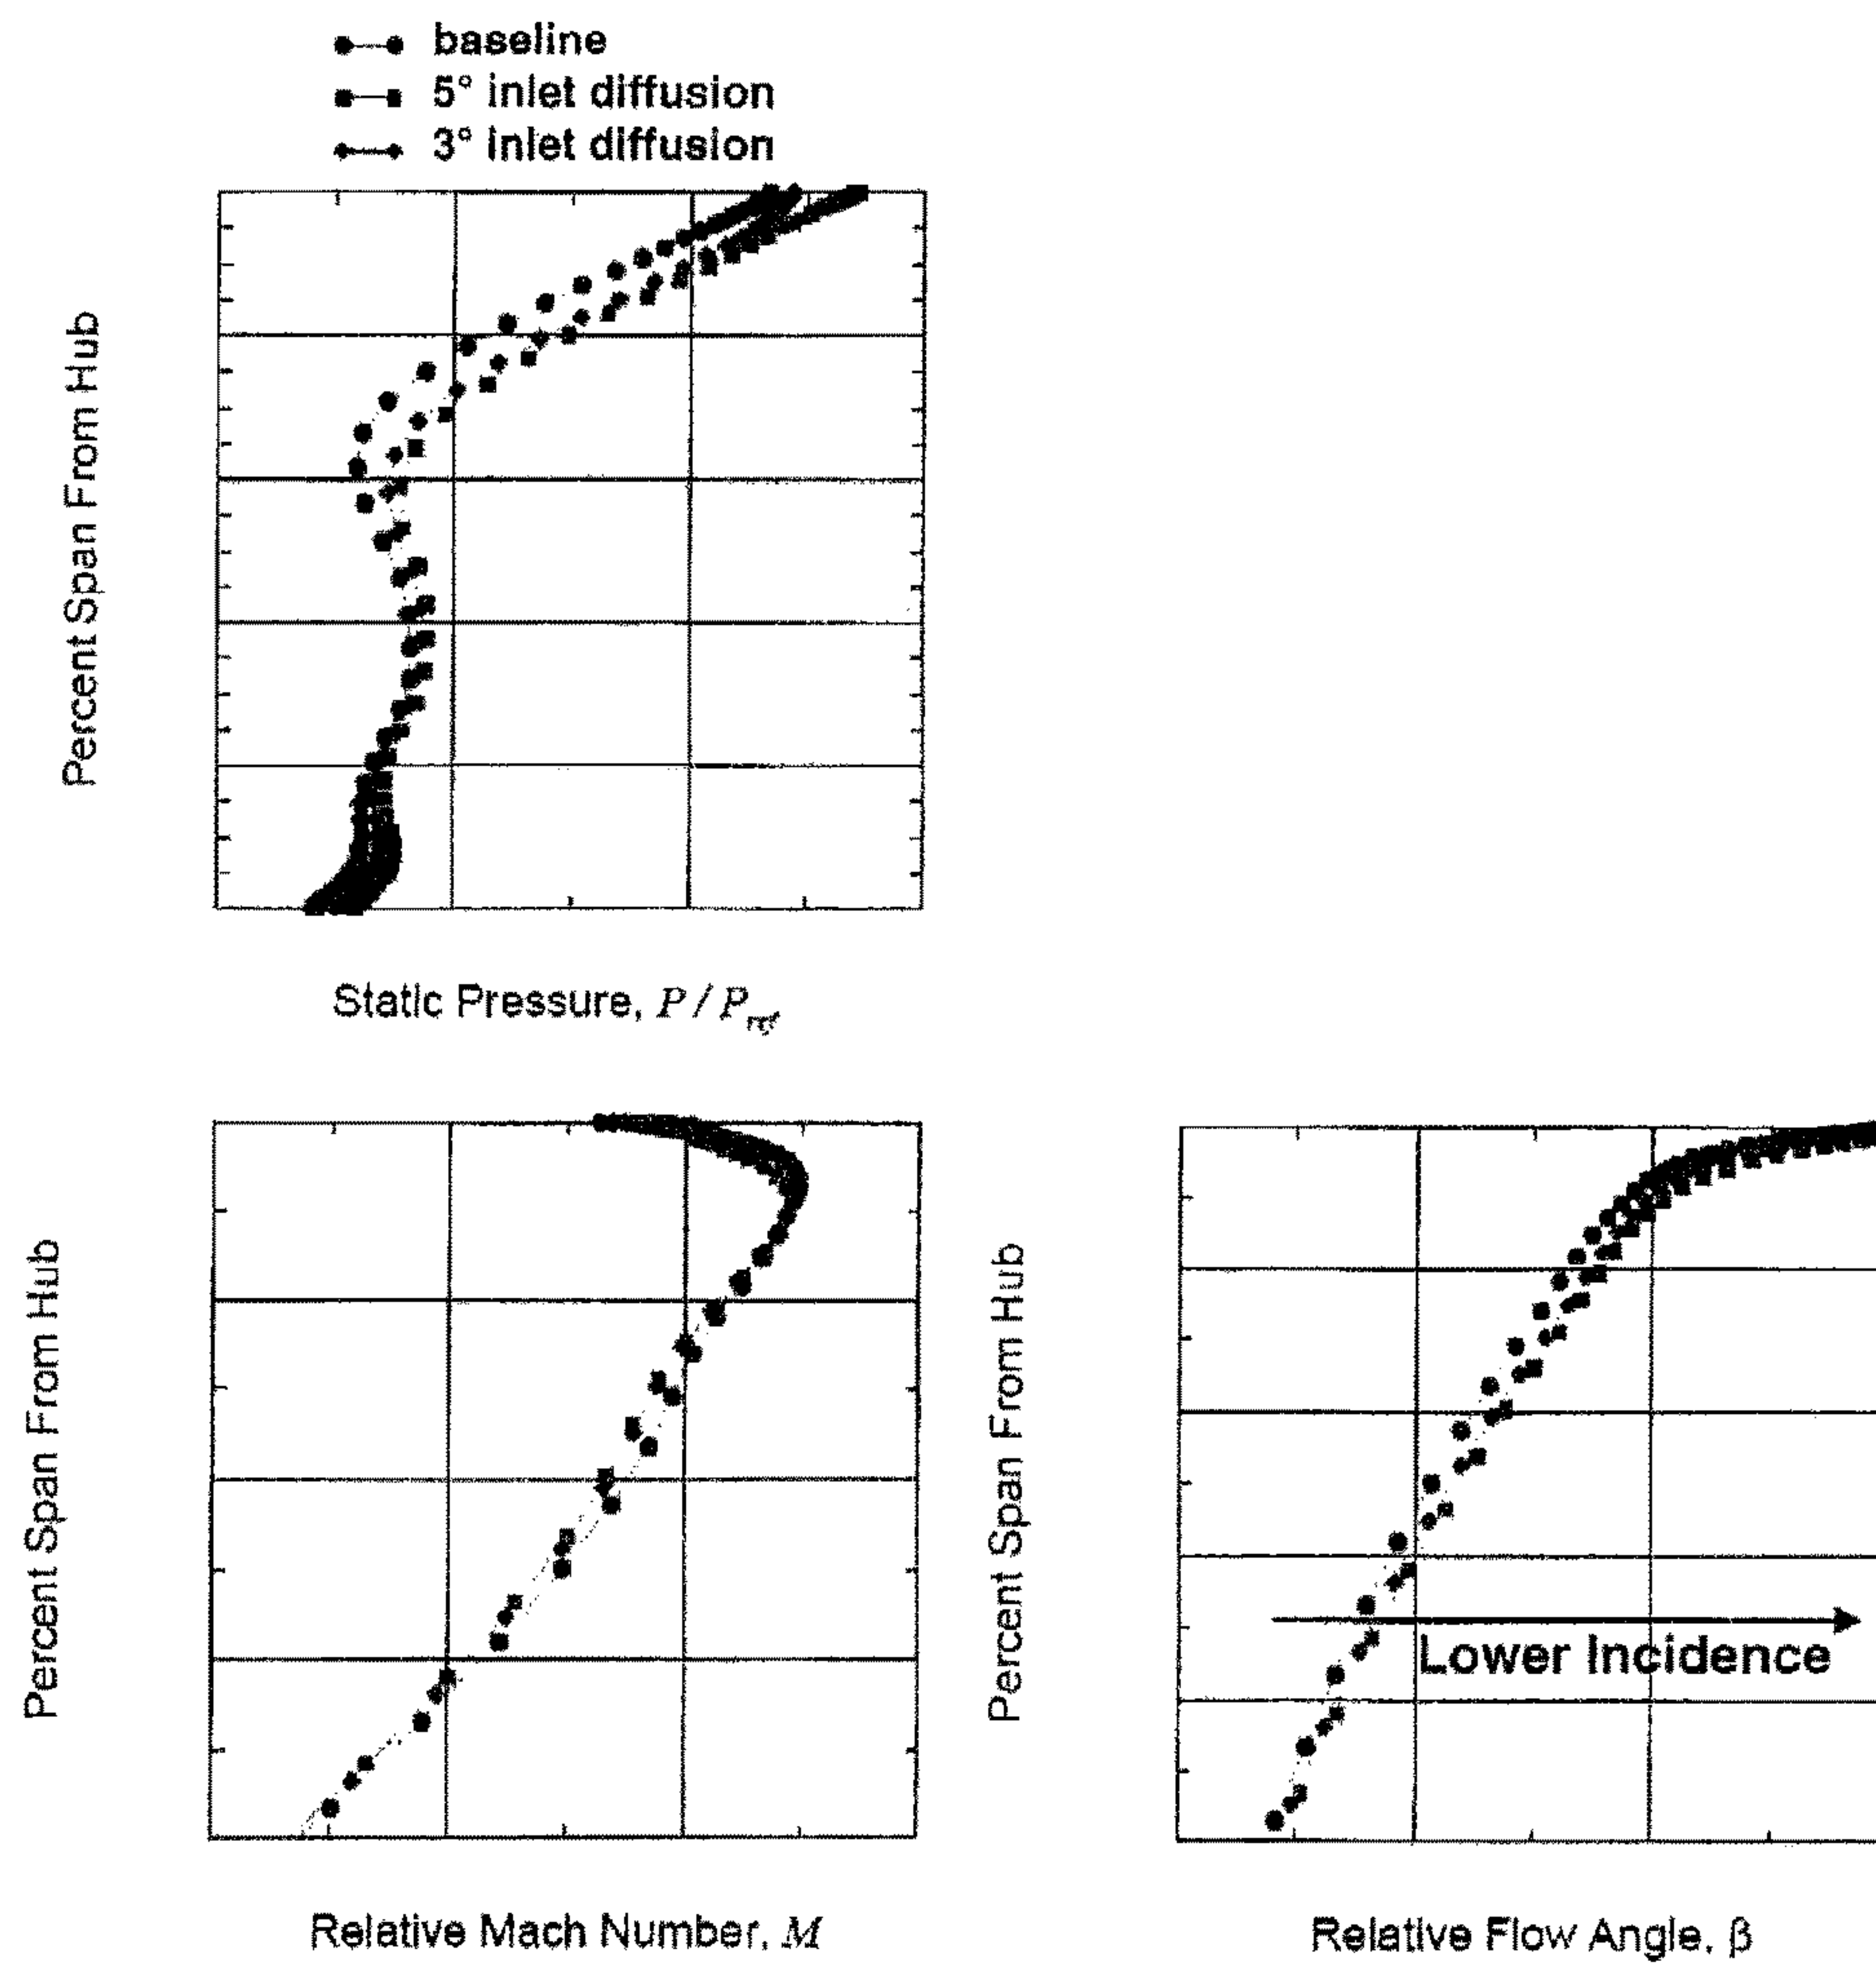 baseline
5° inlet diffusion
3° inlet diffusion
Percent Span From Hub
Static Pressure, P / Pref
Percent Span From Hub
Relative Mach Number, M
Percent Span From Hub
Lower Incidence
Relative Flow Angle, β